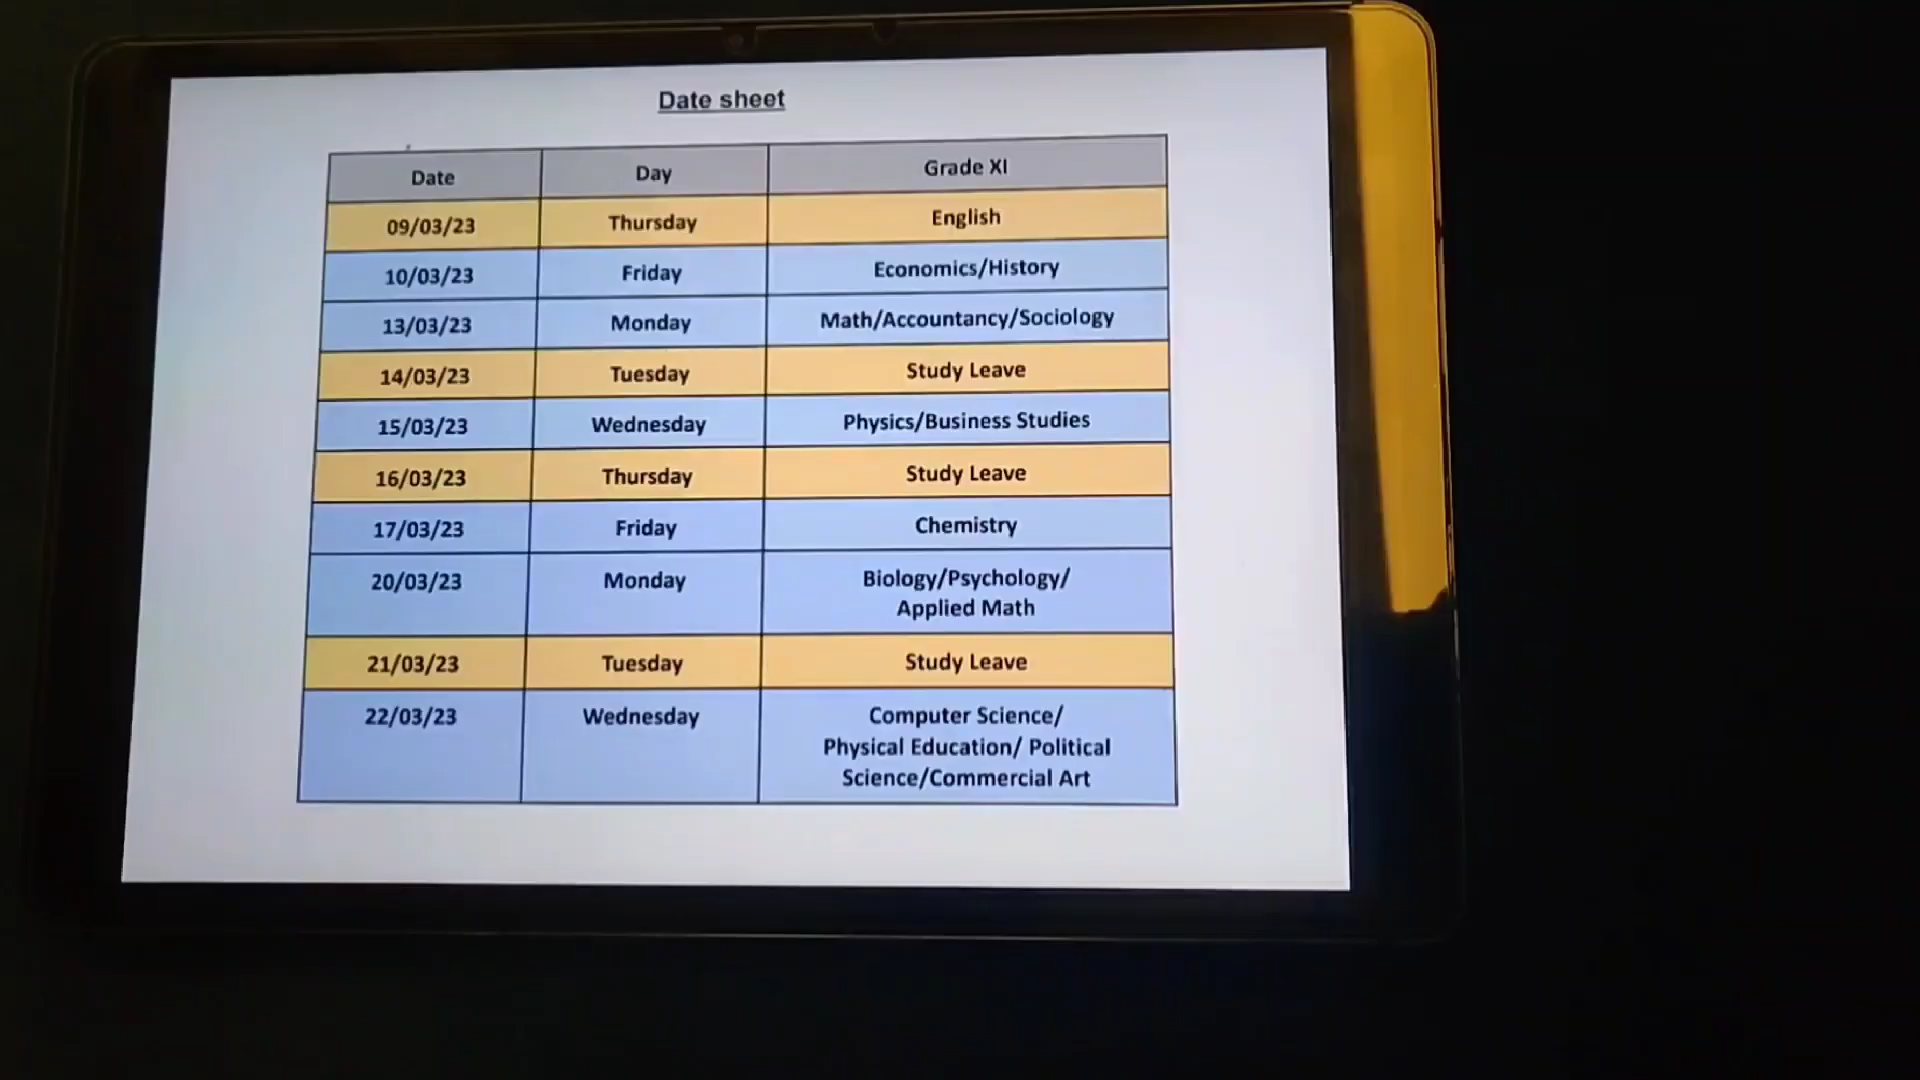 Date sheet
Date Day Grade XI
09/03/23 Thursday English
10/03/23 Friday Economics/History
13/03/23 Monday Math/Accountancy/Sociology
14/03/23 Tuesday Study Leave
15/03/23 Wednesday Physics/Business Studies
16/03/23 Thursday Study Leave
17/03/23 Friday Chemistry
20/03/23 Monday Biology/Psychology/
Applied Math
21/03/23 Tuesday Study Leave
22/03/23 Wednesday Computer Science/
Physical Education/ Political
Science/Commercial Art